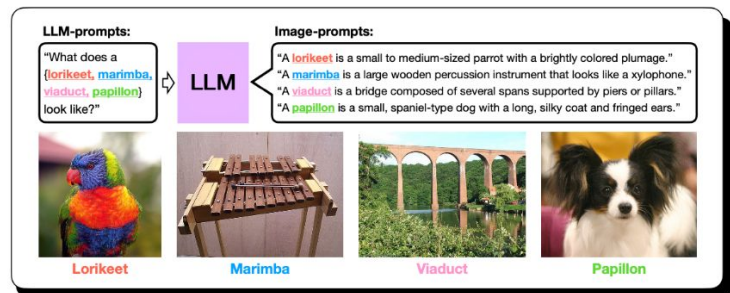 LLM-prompts:
“What does a
{lorikeet, marimba,
viaduct, papillon}
look like?”
LLM
Image-prompts:
“A lorikeet is a small to medium-sized parrot with a brightly colored plumage.”
“A marimba is a large wooden percussion instrument that looks like a xylophone.”
“A viaduct is a bridge composed of several spans supported by piers or pillars.”
“A papillon is a small, spaniel-type dog with a long, silky coat and fringed ears.”
Lorikeet
Marimba
Viaduct
Papillon